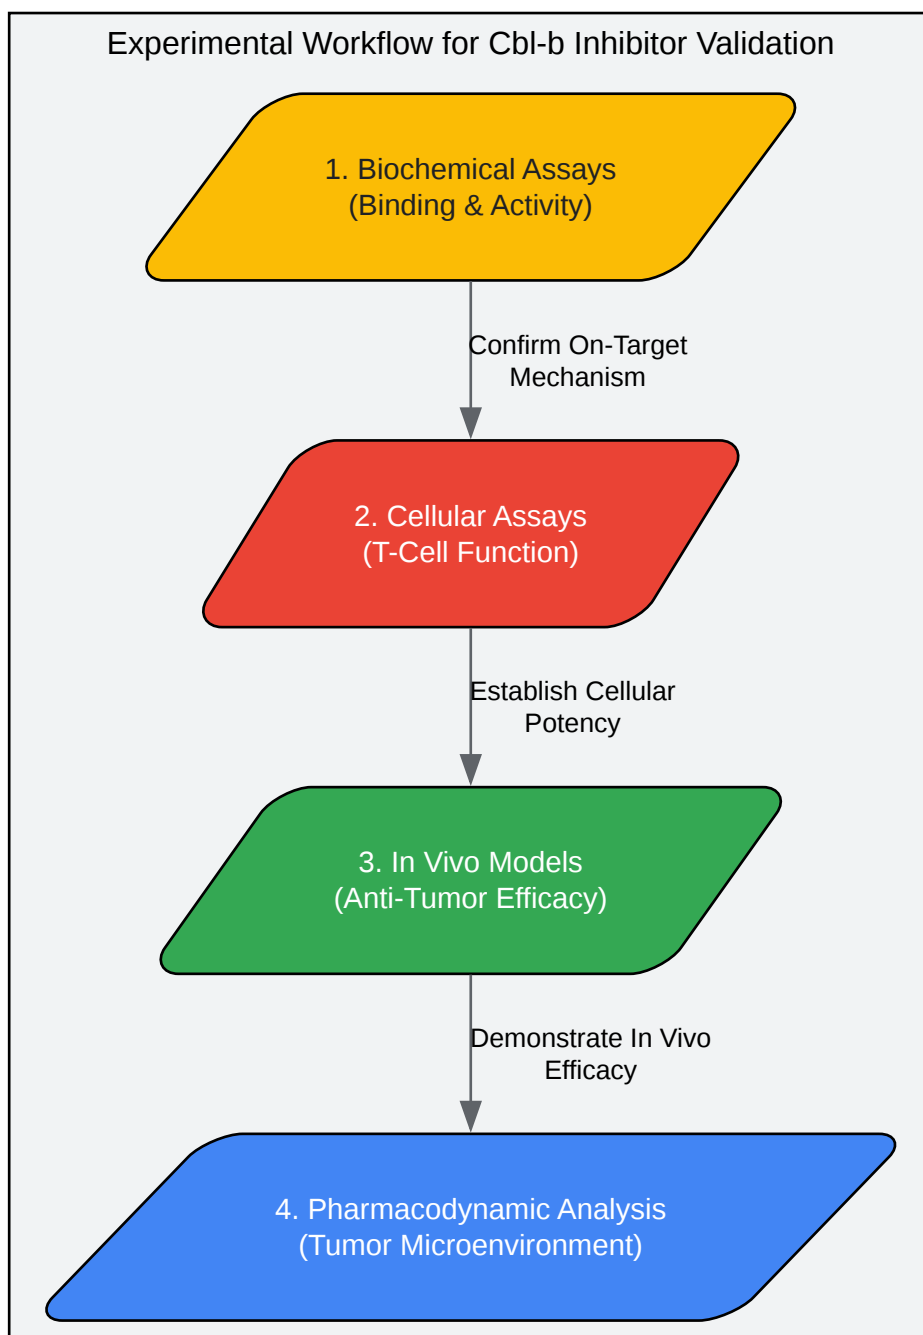 Experimental Workflow for Cbl-b Inhibitor Validation
1. Biochemical Assays
(Binding & Activity)
Confirm On-Target
Mechanism
2. Cellular Assays
(T-Cell Function)
Establish Cellular
Potency
3. In Vivo Models
(Anti-Tumor Efficacy)
Demonstrate In Vivo
Efficacy
4. Pharmacodynamic Analysis
(Tumor Microenvironment)